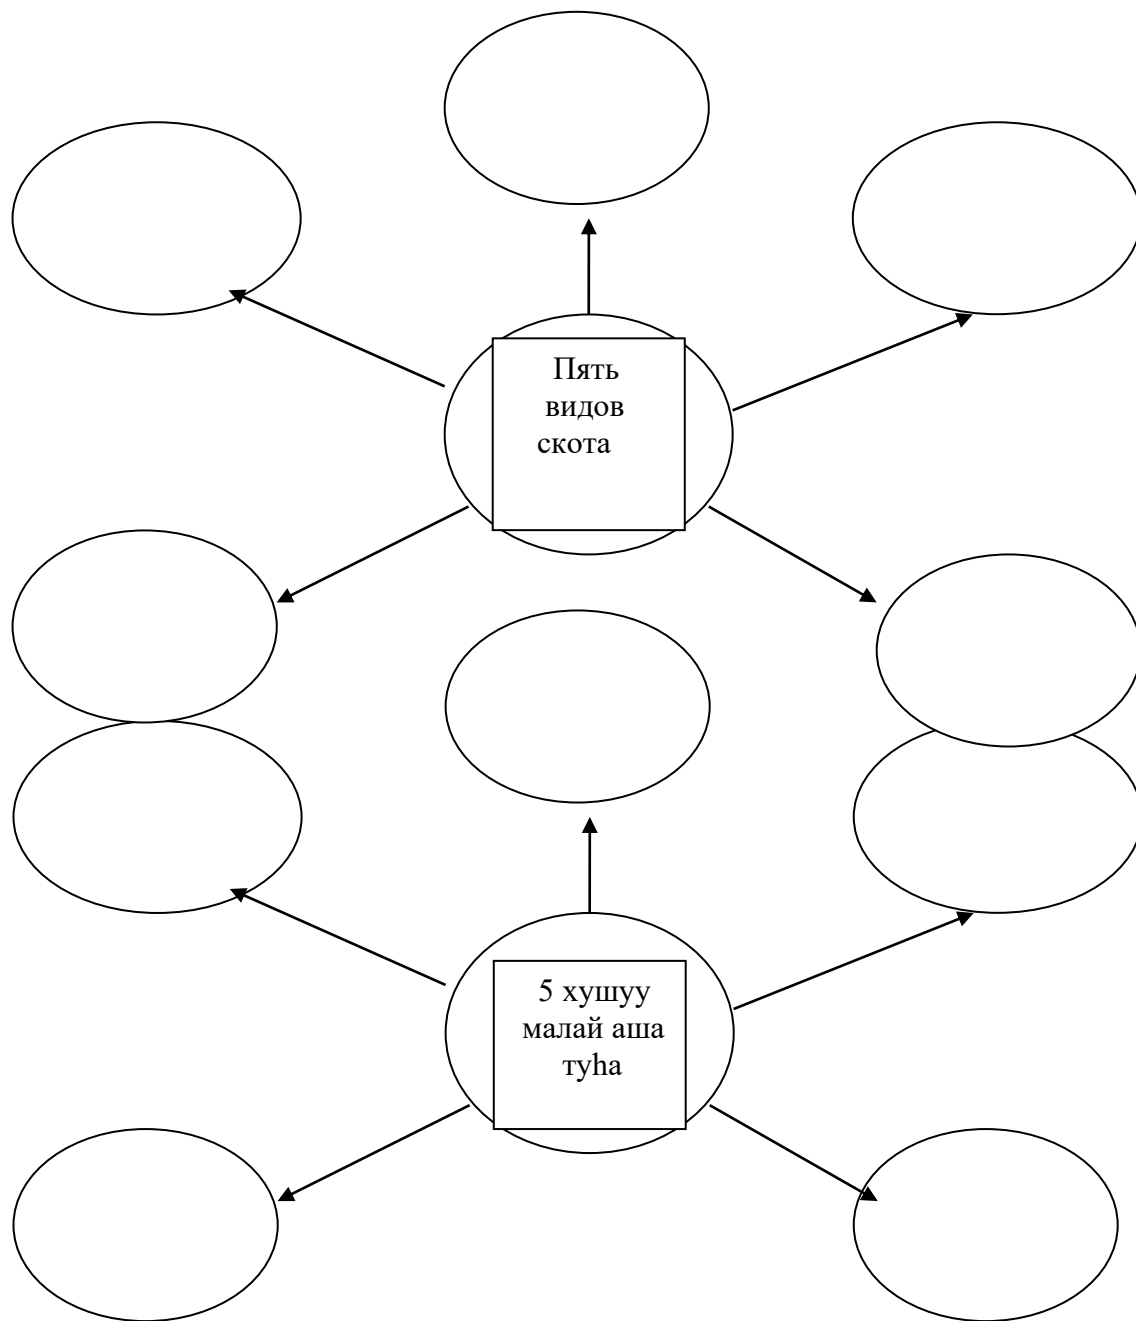 Пять
видов
скота
5 хушуу
малай аша
туһа